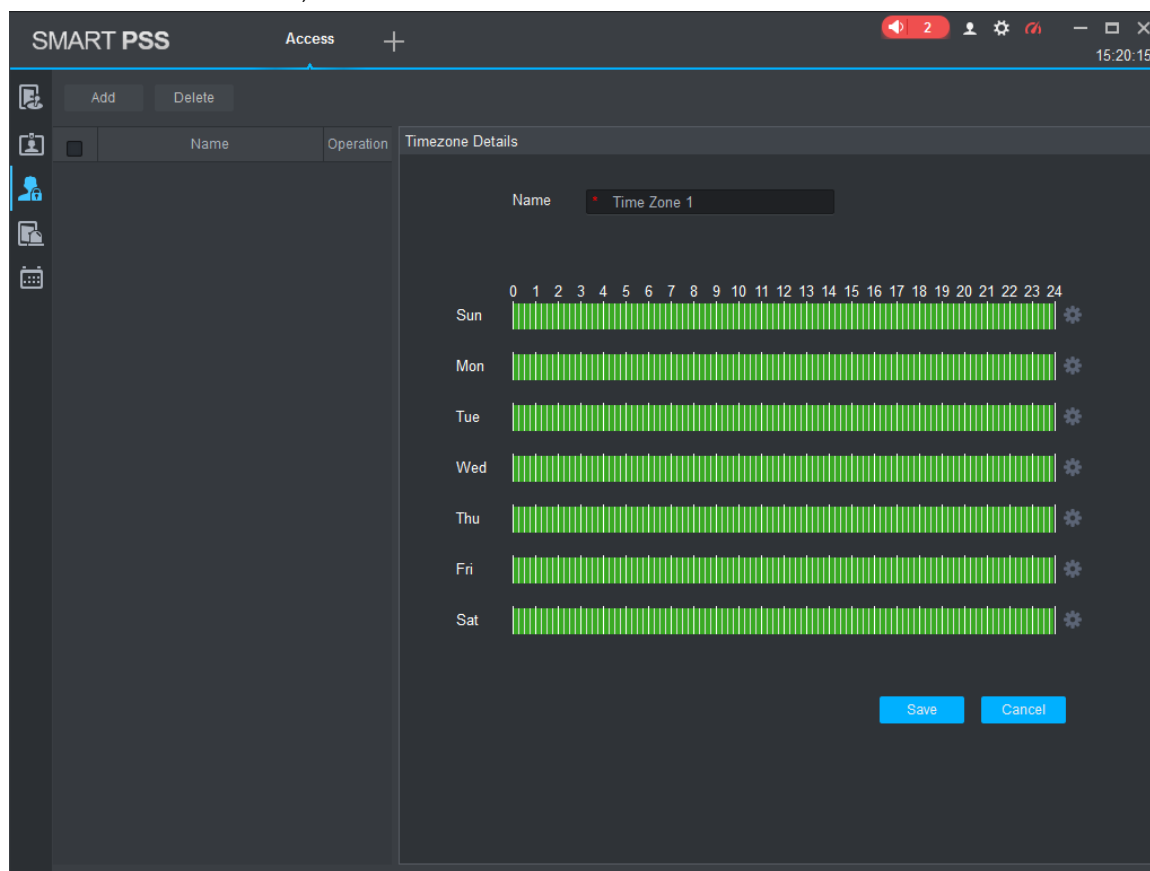 SMART PSS Access 2
15:20:15
Add Delete
Name Operation
Timezone Details
Name * Time Zone 1
0 1 2 3 4 5 6 7 8 9 10 11 12 13 14 15 16 17 18 19 20 21 22 23 24
Sun
Mon
Tue
Wed
Thu
Fri
Sat
Save Cancel